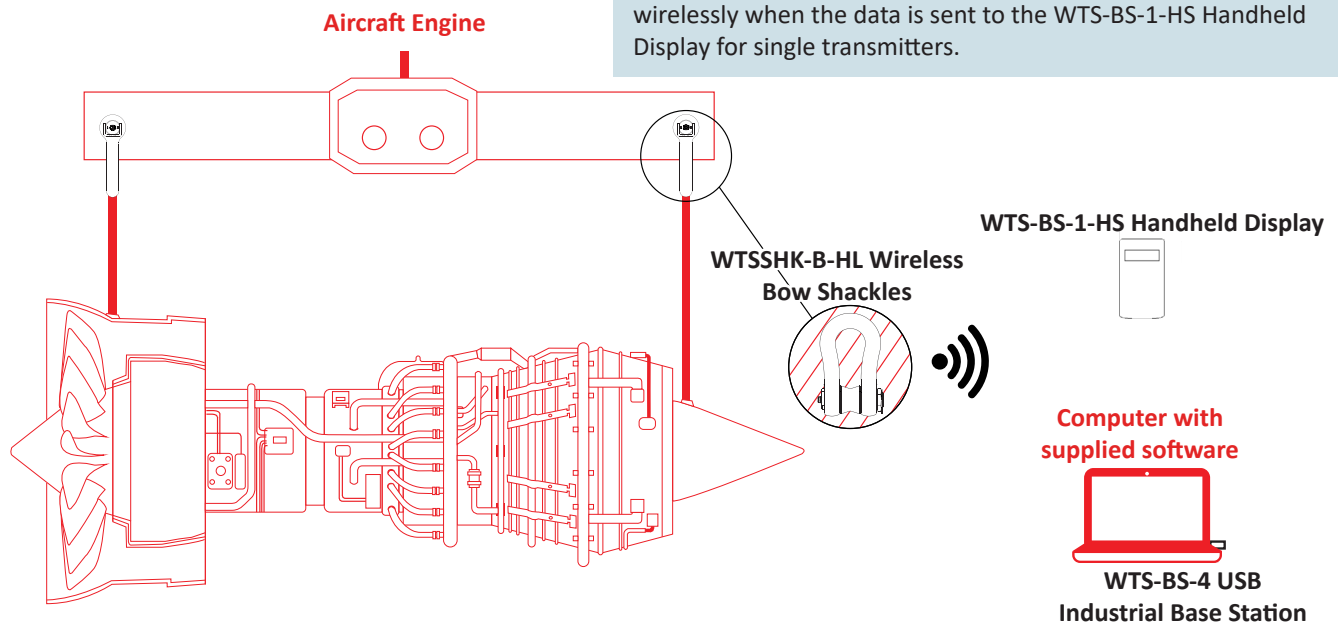 wirelessly when the data is sent to the WTS-BS-1-HS Handheld
Display for single transmitters.
Aircraft Engine
WTS-BS-1-HS Handheld Display
WTSSHK-B-HL Wireless
Bow Shackles
Computer with
supplied software
WTS-BS-4 USB
Industrial Base Station